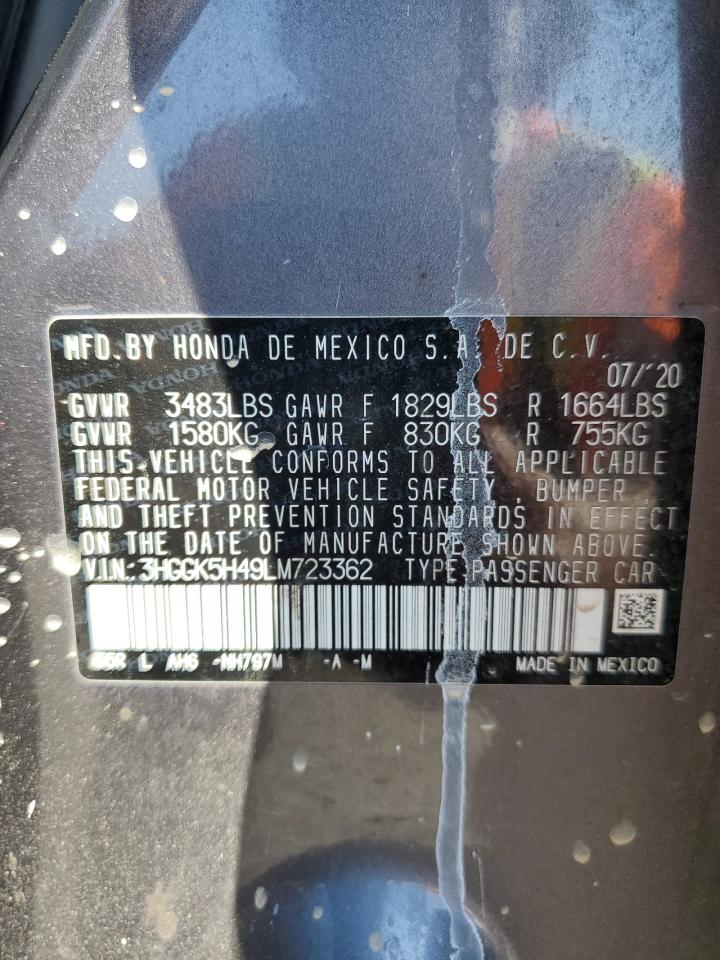 MFD.BY HONDA DE MEXICO S.A. DE C.V.
07/'20
GVWR 3483LBS GAWR F 1829LBS R 1664LBS
GVWR 1580KG GAWR F 830KG R 755KG
THIS VEHICLE CONFORMS TO ALL APPLICABLE
FEDERAL MOTOR VEHICLE SAFETY, BUMPER,
AND THEFT PREVENTION STANDARDS IN EFFECT
ON THE DATE OF MANUFACTURE SHOWN ABOVE.
VIN:3HGGK5H49LM723362 TYPE:PASSENGER CAR
L AH6 -NH797M -A -M MADE IN MEXICO